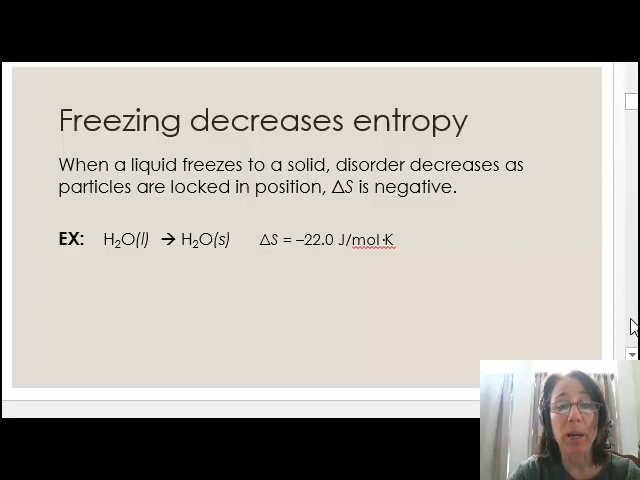 Freezing decreases entropy
When a liquid freezes to a solid, disorder decreases as
particles are locked in position, ΔS is negative.
EX: H₂O(l) → H₂O(s) ΔS = –22.0 J/mol·K